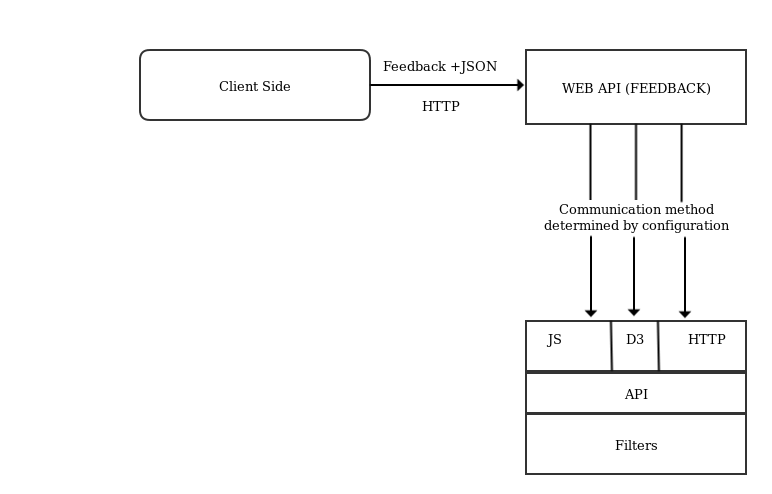 Feedback +JSON
Client Side
WEB API (FEEDBACK)
HTTP
Communication method
determined by configuration
JS
D3
HTTP
API
Filters